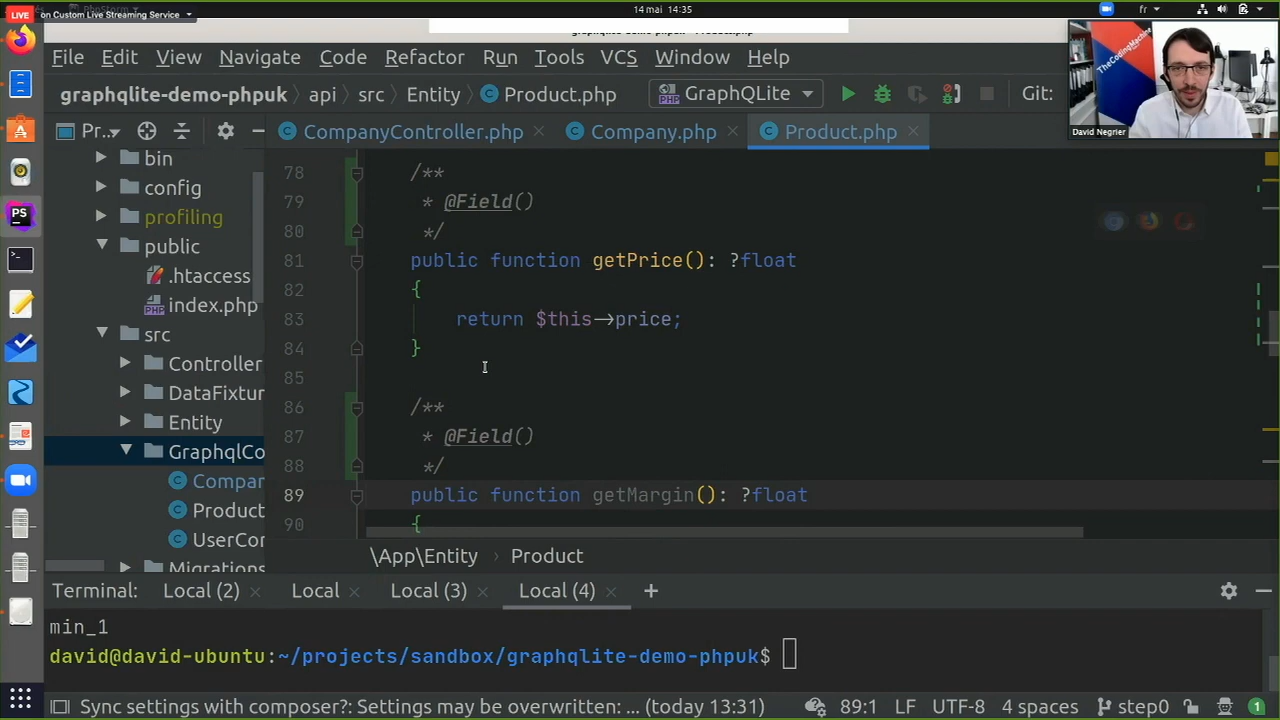 LIVE on Custom Live Streaming Service
PhpStorm
14 mai 14:35
fr
File Edit View Navigate Code Refactor Run Tools VCS Window Help
graphqlite-demo-phpuk api src Entity Product.php GraphQLite Git:
TheCodingMachine
David Negrier
Pr.. CompanyController.php Company.php Product.php
bin
config
profiling
public
.htaccess
index.php
src
Controller
DataFixtur
Entity
GraphqlCo
Compar
Product
UserCor
Migrations
78 /**
79 * @Field()
80 */
81 public function getPrice(): ?float
82 {
83 return $this->price;
84 }
85
86 /**
87 * @Field()
88 */
89 public function getMargin(): ?float
90 {
\App\Entity › Product
Terminal: Local (2) Local Local (3) Local (4) +
min_1
david@david-ubuntu:~/projects/sandbox/graphqlite-demo-phpuk$
Sync settings with composer?: Settings may be overwritten: ... (today 13:31) 89:1 LF UTF-8 4 spaces step0 1
PS